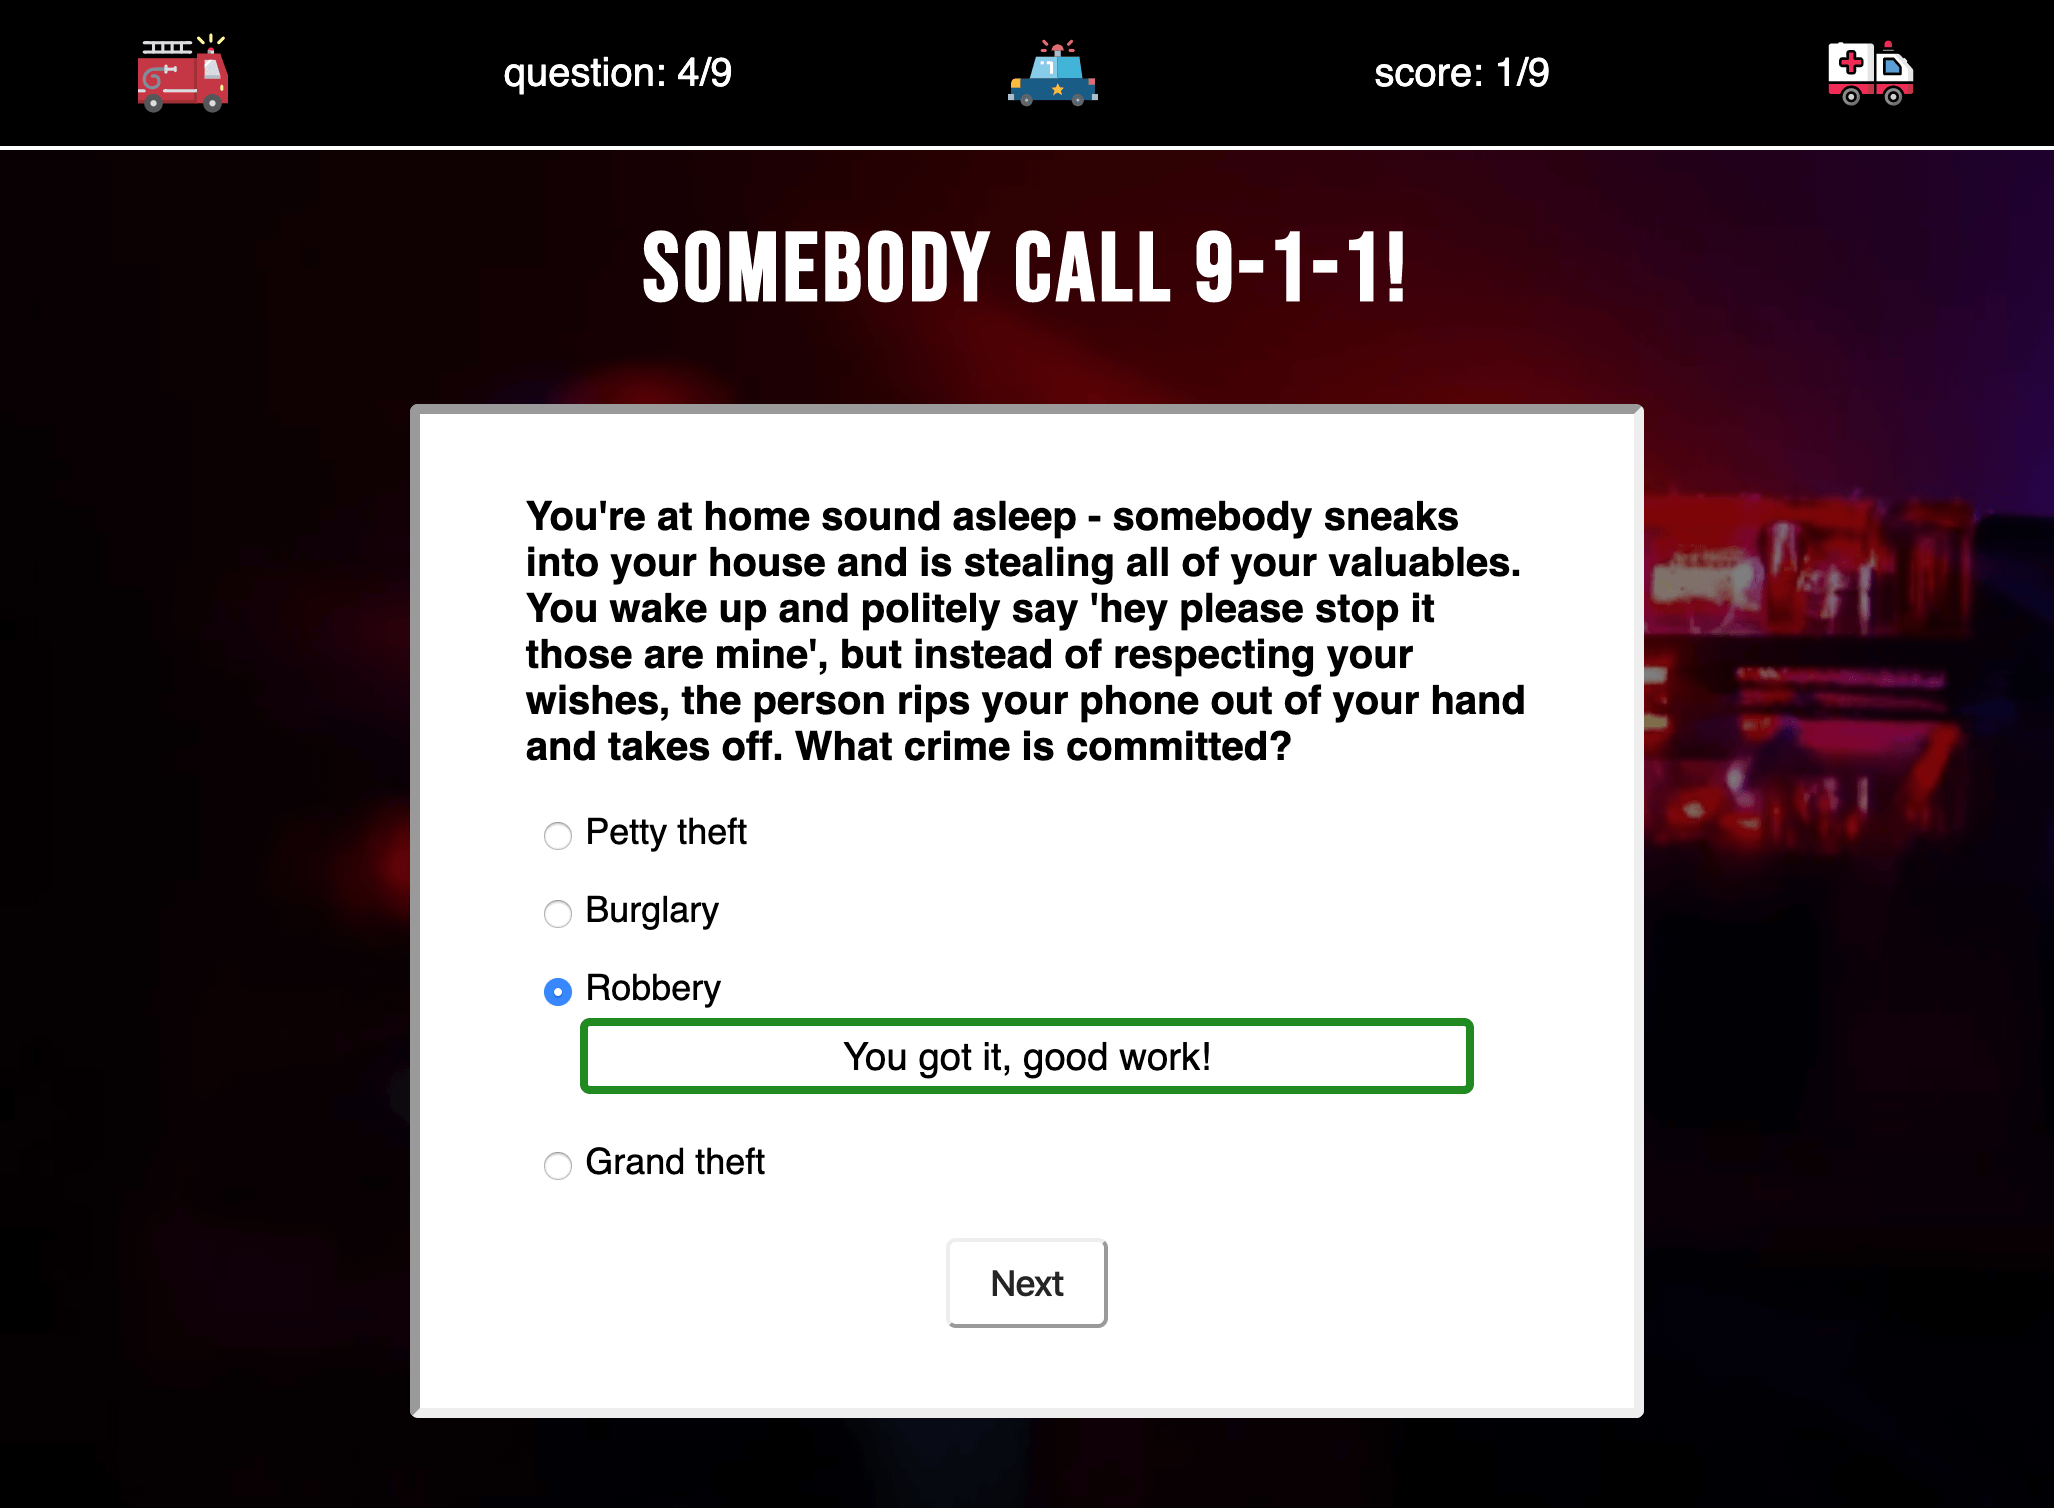 question: 4/9
score: 1/9
SOMEBODY CALL 9-1-1!
You're at home sound asleep - somebody sneaks
into your house and is stealing all of your valuables.
You wake up and politely say 'hey please stop it
those are mine', but instead of respecting your
wishes, the person rips your phone out of your hand
and takes off. What crime is committed?
Petty theft
Burglary
Robbery
You got it, good work!
Grand theft
Next